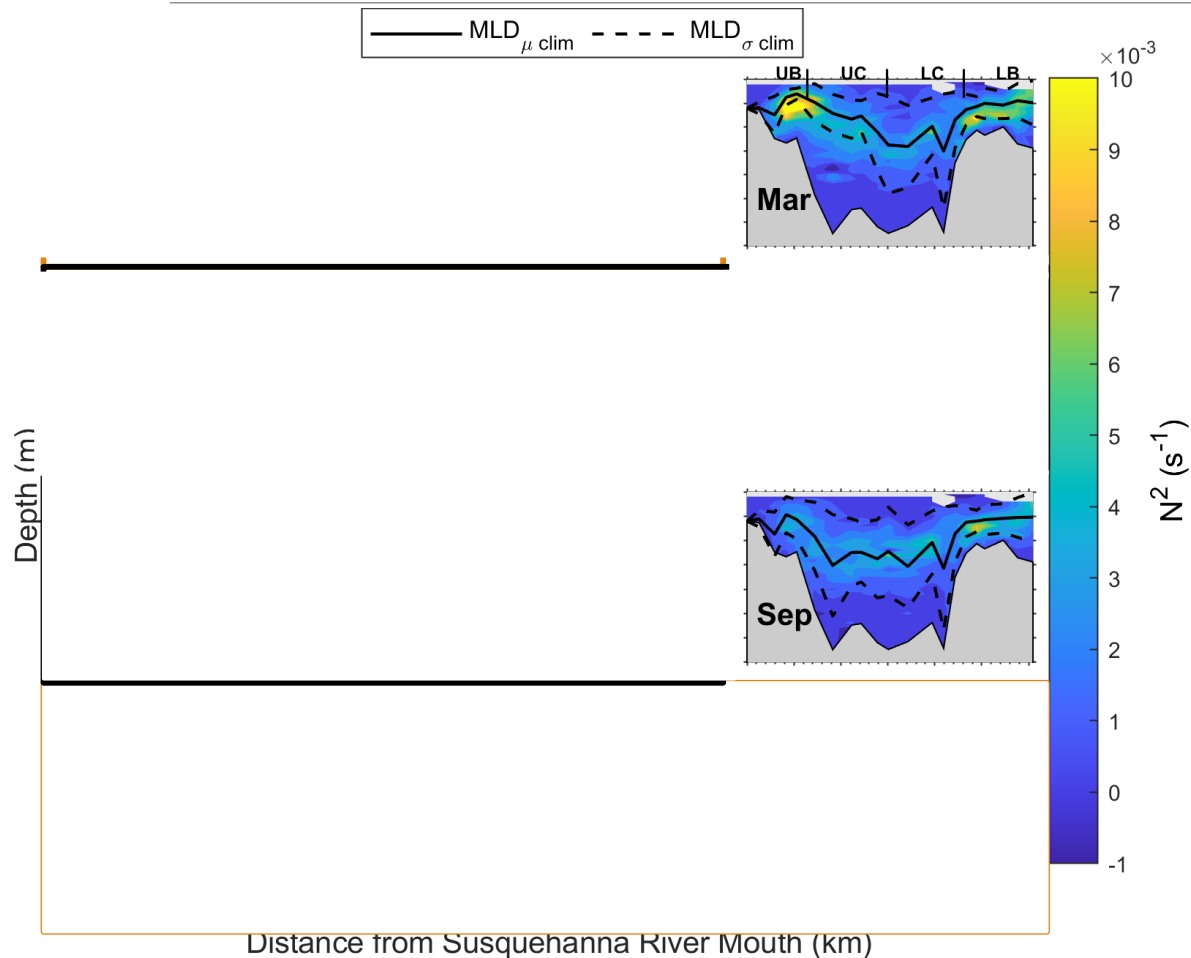 MLD μ clim MLD σ clim
×10-3
UB UC LC LB
Mar
Sep
10
9
8
7
6
5
4
3
2
1
0
-1
N2 (s-1)
Depth (m)
Distance from Susquehanna River Mouth (km)